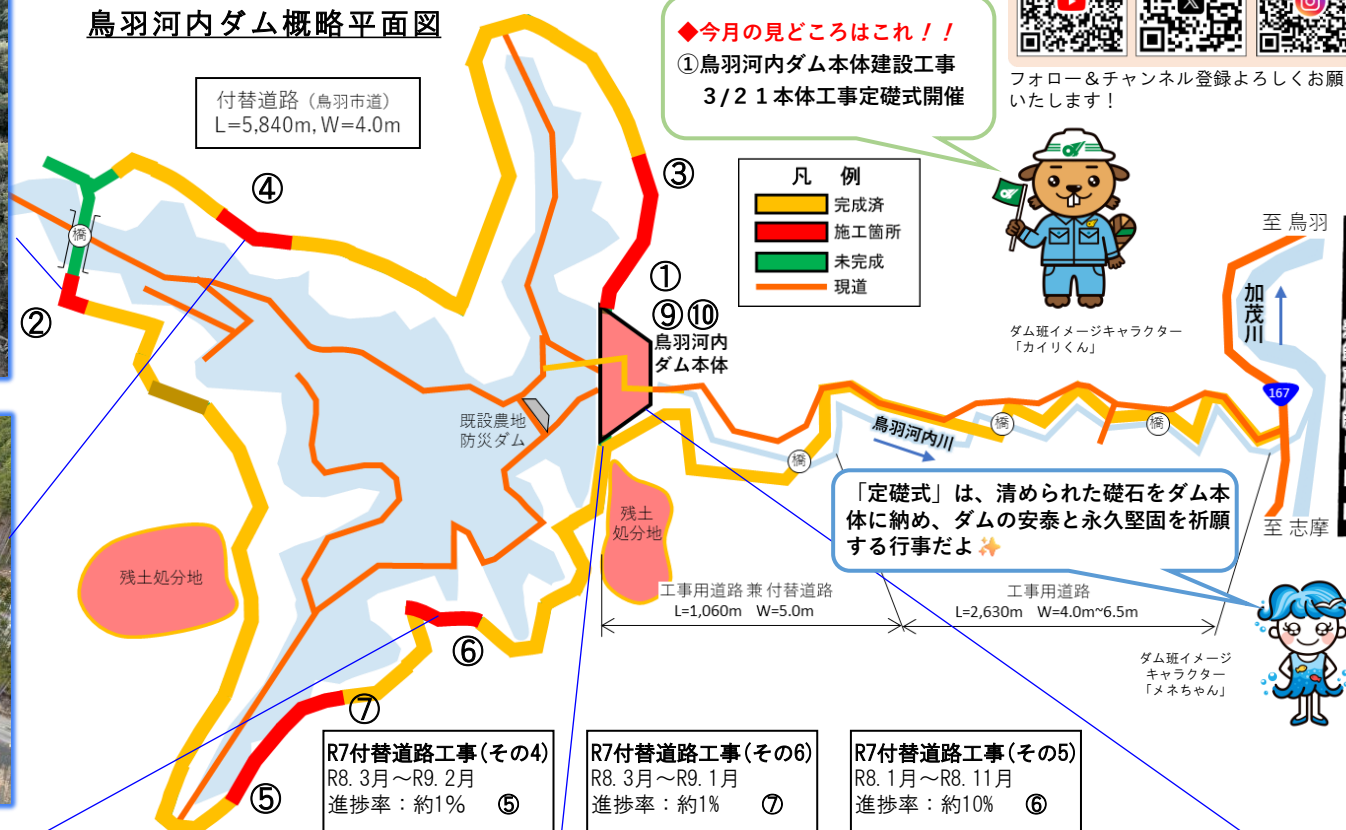 鳥羽河内ダム概略平面図
付替道路（鳥羽市道）
L=5,840m, W=4.0m
◆今月の見どころはこれ！！
①鳥羽河内ダム本体建設工事
3/21本体工事定礎式開催
フォロー&チャンネル登録よろしくお願
いたします！
凡 例
完成済
施工箇所
未完成
現道
ダム班イメージキャラクター
「カイリくん」
至 鳥羽
加茂川
167
至 志摩
④
③
①
⑨⑩
鳥羽河内
ダム本体
橋
②
既設農地
防災ダム
鳥羽河内川
橋
橋
橋
「定礎式」は、清められた礎石をダム本
体に納め、ダムの安泰と永久堅固を祈願
する行事だよ✨
残土
処分地
残土処分地
工事用道路 兼 付替道路
L=1,060m W=5.0m
工事用道路
L=2,630m W=4.0m~6.5m
ダム班イメージ
キャラクター
「メネちゃん」
⑥
⑦
⑤
R7付替道路工事(その4)
R8.3月～R9.2月
進捗率：約1% ⑤
R7付替道路工事(その6)
R8.3月～R9.1月
進捗率：約1% ⑦
R7付替道路工事(その5)
R8.1月～R8.11月
進捗率：約10% ⑥